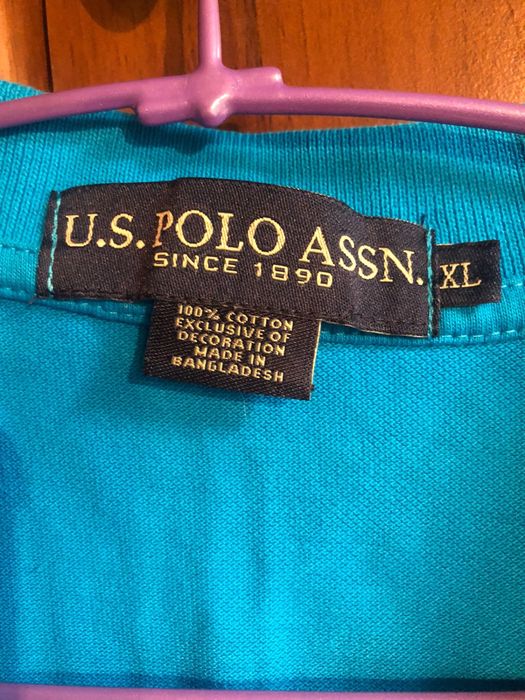 U.S. POLO ASSN.
SINCE 1890
XL
100% COTTON
EXCLUSIVE OF
DECORATION
MADE IN
BANGLADESH